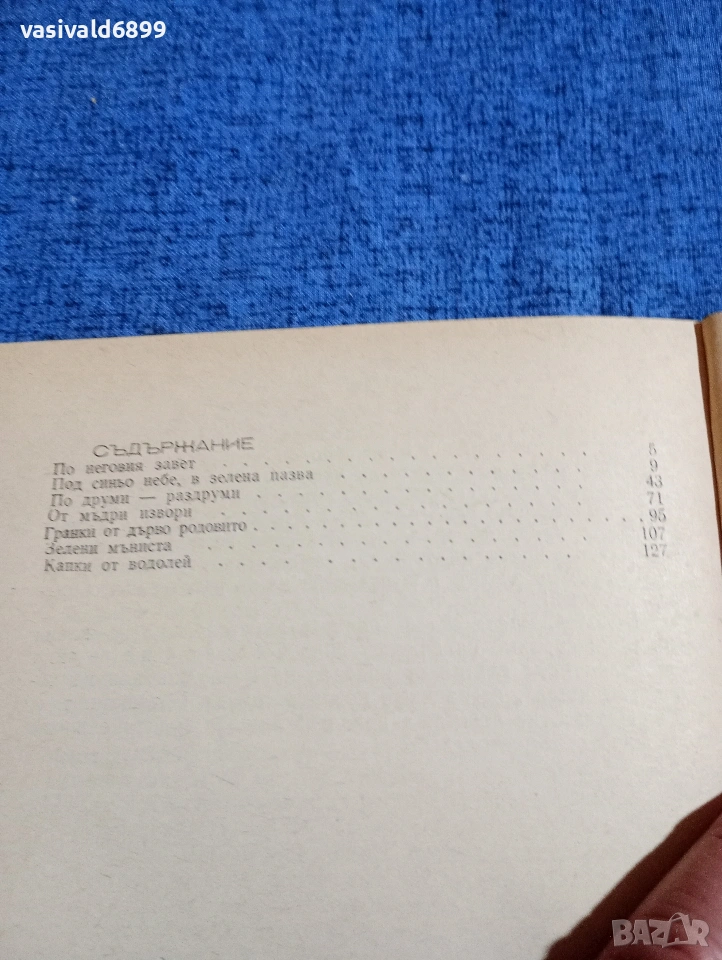 vasivald6899
СЪДЪРЖАНИЕ
По неговия завет . . . . . . . . . . . 5
Под синьо небе, в зелена пазва . . . . . . . . 9
По друми — раздруми . . . . . . . . . . 43
От мъдри извори . . . . . . . . . . . 71
Гранки от дърво родовито . . . . . . . . . . 95
Зелени мъниста . . . . . . . . . . . 107
Капки от водолей . . . . . . . . . . 127
BAZAR